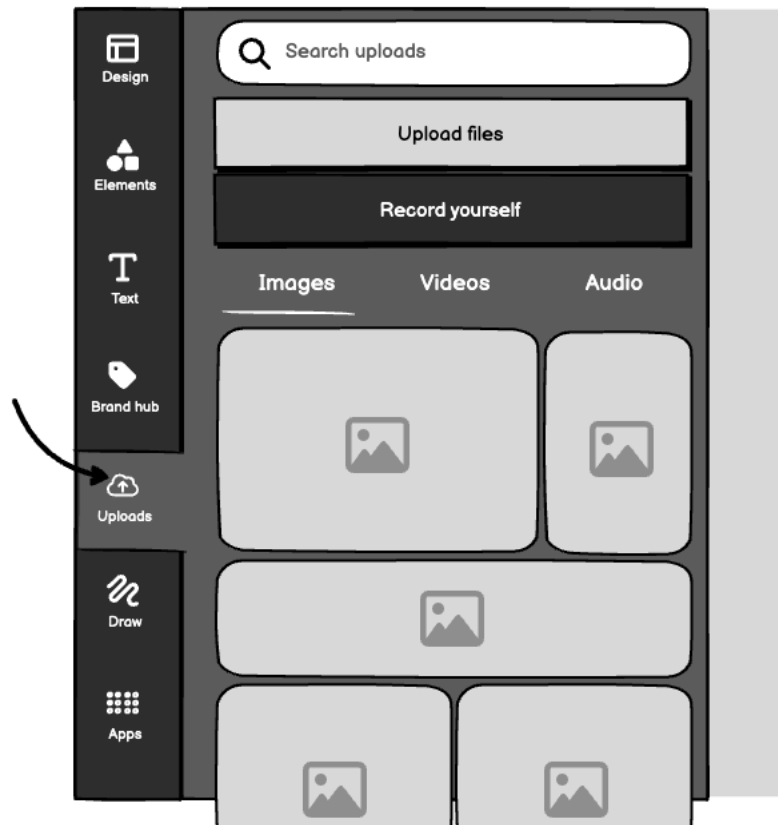 Design
Elements
Text
Brand hub
Uploads
Draw
Apps
Search uploads
Upload files
Record yourself
Images Videos Audio